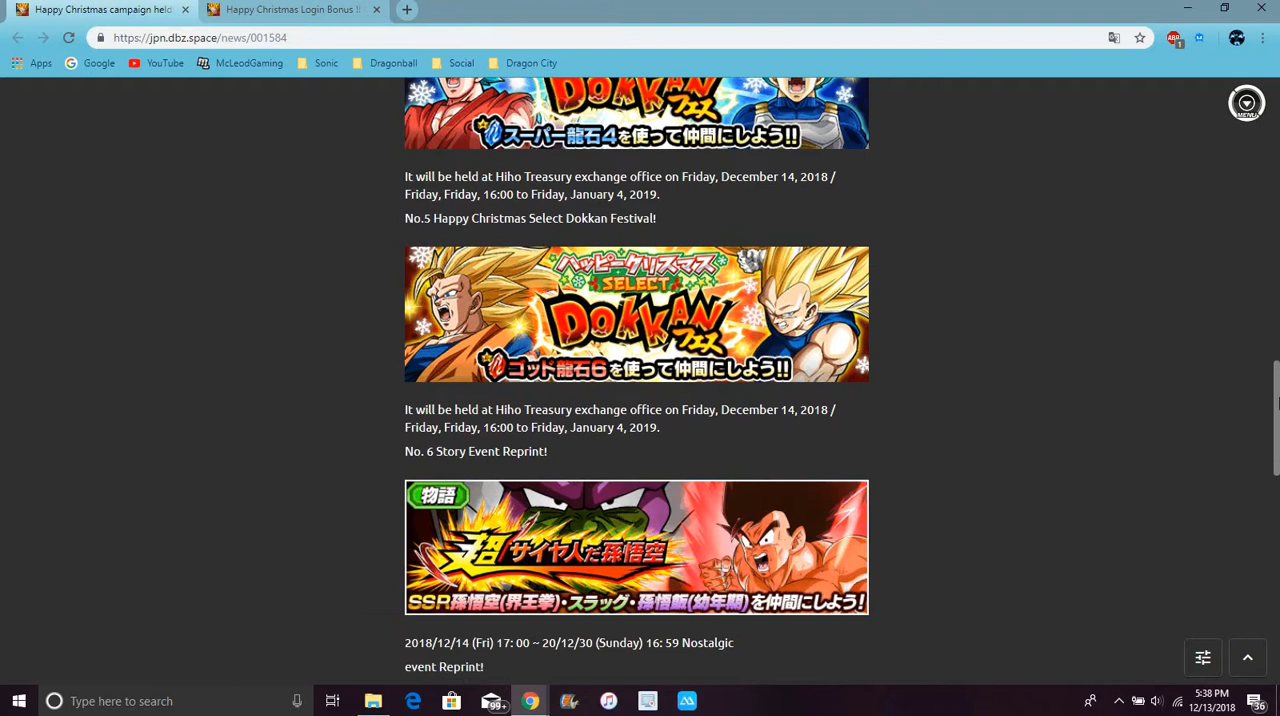 Happy Christmas campaign held
Happy Christmas Login Bonus !
https://jpn.dbz.space/news/001584
Apps
Google
YouTube
McLeodGaming
Sonic
Dragonball
Social
Dragon City
ABP
1
MENU
DOKKAN
フェス
スーパー龍石4を使って仲間にしよう!!
It will be held at Hiho Treasury exchange office on Friday, December 14, 2018 /
Friday, Friday, 16:00 to Friday, January 4, 2019.
No.5 Happy Christmas Select Dokkan Festival!
ハッピークリスマス
SELECT
DOKKAN
フェス
ゴッド龍石6を使って仲間にしよう!!
It will be held at Hiho Treasury exchange office on Friday, December 14, 2018 /
Friday, Friday, 16:00 to Friday, January 4, 2019.
No. 6 Story Event Reprint!
物語
超サイヤ人だ孫悟空
SSR孫悟空(界王拳)・スラッグ・孫悟飯(幼年期)を仲間にしよう!
2018/12/14 (Fri) 17: 00 ~ 20/12/30 (Sunday) 16: 59 Nostalgic
event Reprint!
Type here to search
99+
5:38 PM
12/13/2018
36